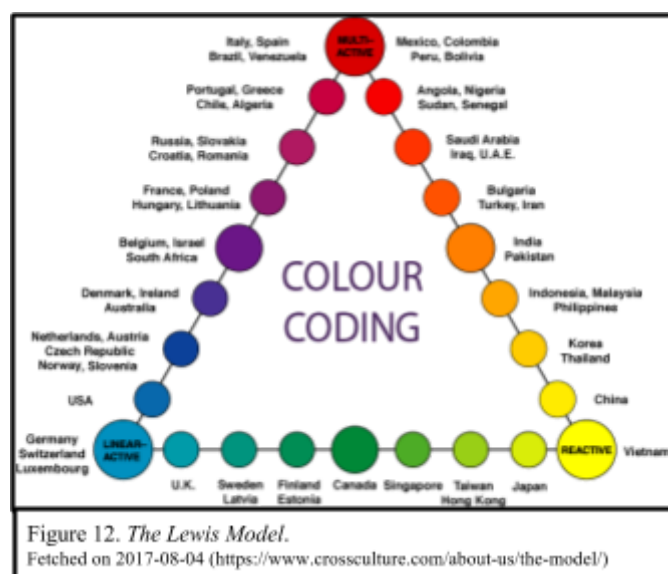 Italy, Spain
Brazil, Venezuela
MULTI-
ACTIVE
Mexico, Colombia
Peru, Bolivia
Portugal, Greece
Chile, Algeria
Angola, Nigeria
Sudan, Senegal
Russia, Slovakia
Croatia, Romania
Saudi Arabia
Iraq, U.A.E.
France, Poland
Hungary, Lithuania
Bulgaria
Turkey, Iran
Belgium, Israel
South Africa
India
Pakistan
COLOUR
CODING
Denmark, Ireland
Australia
Indonesia, Malaysia
Philippines
Netherlands, Austria
Czech Republic
Norway, Slovenia
Korea
Thailand
USA
China
Germany
Switzerland
Luxembourg
LINEAR-
ACTIVE
REACTIVE
Vietnam
U.K.
Sweden
Latvia
Finland
Estonia
Canada
Singapore
Taiwan
Hong Kong
Japan
Figure 12. The Lewis Model.
Fetched on 2017-08-04 (https://www.crossculture.com/about-us/the-model/)